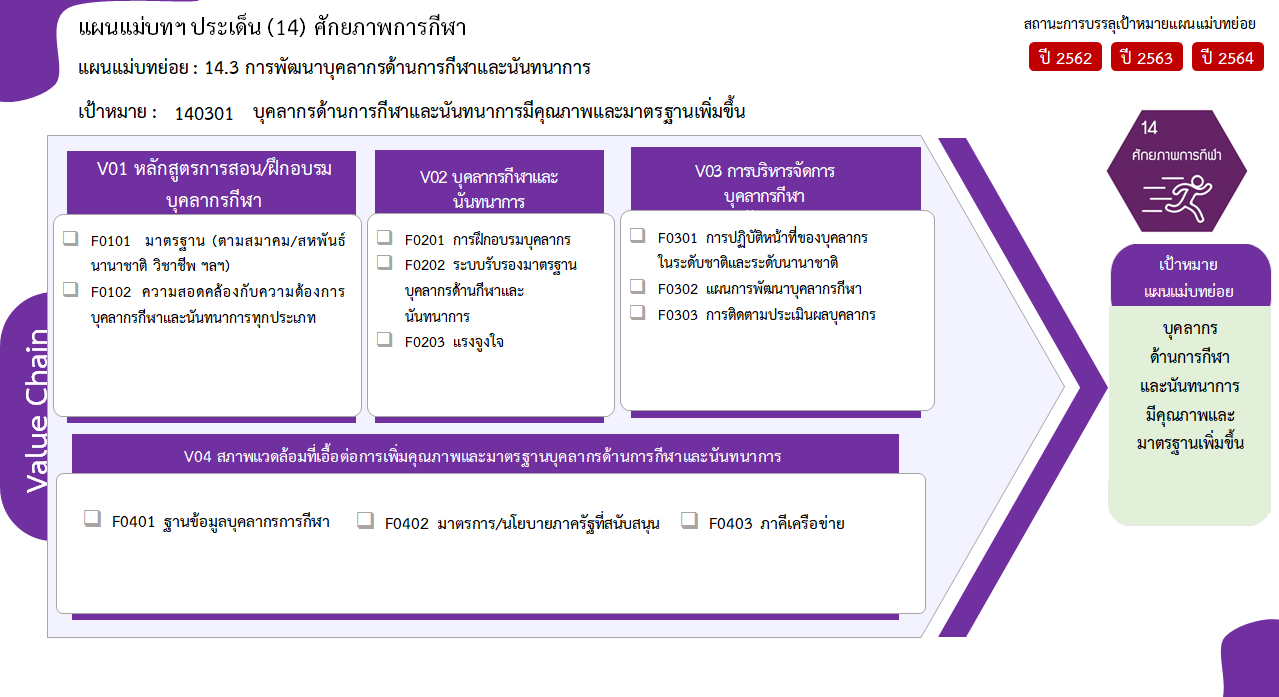 แผนแม่บทฯ ประเด็น (14) ศักยภาพการกีฬา
สถานะการบรรลุเป้าหมายแผนแม่บทย่อย
ปี 2562 ปี 2563 ปี 2564
แผนแม่บทย่อย : 14.3 การพัฒนาบุคลากรด้านการกีฬาและนันทนาการ
เป้าหมาย : 140301 บุคลากรด้านการกีฬาและนันทนาการมีคุณภาพและมาตรฐานเพิ่มขึ้น
Value Chain
V01 หลักสูตรการสอน/ฝึกอบรม
บุคลากรกีฬา
❑ F0101 มาตรฐาน (ตามสมาคม/สหพันธ์
นานาชาติ วิชาชีพ ฯลฯ)
❑ F0102 ความสอดคล้องกับความต้องการ
บุคลากรกีฬาและนันทนาการทุกประเภท
V02 บุคลากรกีฬาและ
นันทนาการ
❑ F0201 การฝึกอบรมบุคลากร
❑ F0202 ระบบรับรองมาตรฐาน
บุคลากรด้านกีฬาและ
นันทนาการ
❑ F0203 แรงจูงใจ
V03 การบริหารจัดการ
บุคลากรกีฬา
❑ F0301 การปฏิบัติหน้าที่ของบุคลากร
ในระดับชาติและระดับนานาชาติ
❑ F0302 แผนการพัฒนาบุคลากรกีฬา
❑ F0303 การติดตามประเมินผลบุคลากร
V04 สภาพแวดล้อมที่เอื้อต่อการเพิ่มคุณภาพและมาตรฐานบุคลากรด้านการกีฬาและนันทนาการ
❑ F0401 ฐานข้อมูลบุคลากรการกีฬา ❑ F0402 มาตรการ/นโยบายภาครัฐที่สนับสนุน ❑ F0403 ภาคีเครือข่าย
14
ศักยภาพการกีฬา
เป้าหมาย
แผนแม่บทย่อย
บุคลากร
ด้านการกีฬา
และนันทนาการ
มีคุณภาพและ
มาตรฐานเพิ่มขึ้น